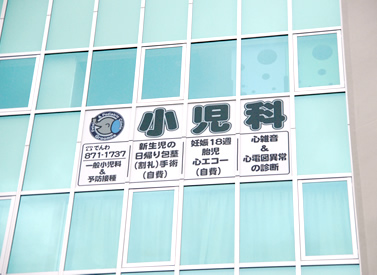 小児科
☎でんわ
871-1737
一般小児科
&
予防接種
新生児の
日帰り包茎
(割礼)手術
(自費)
妊娠18週
胎児
心エコー
(自費)
心雑音
&
心電図異常
の診断